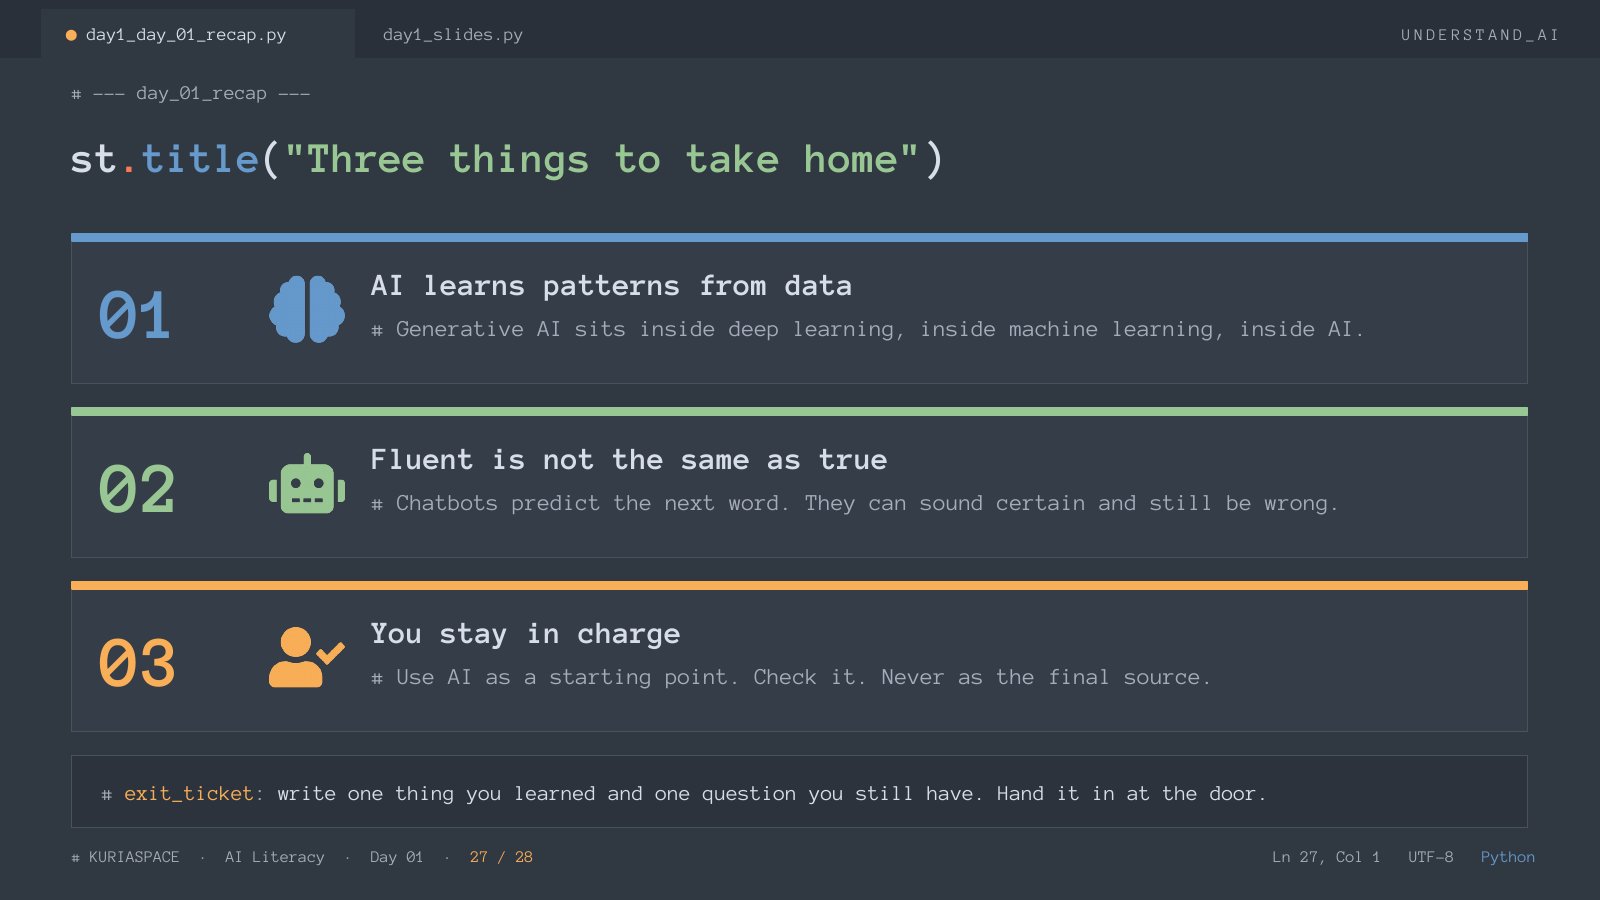 day1_day_01_recap.py
day1_slides.py
UNDERSTAND_AI
# --- day_01_recap ---
st.title("Three things to take home")
01
AI learns patterns from data
# Generative AI sits inside deep learning, inside machine learning, inside AI.
02
Fluent is not the same as true
# Chatbots predict the next word. They can sound certain and still be wrong.
03
You stay in charge
# Use AI as a starting point. Check it. Never as the final source.
# exit_ticket: write one thing you learned and one question you still have. Hand it in at the door.
# KURIASPACE · AI Literacy · Day 01 · 27 / 28
Ln 27, Col 1 UTF-8 Python